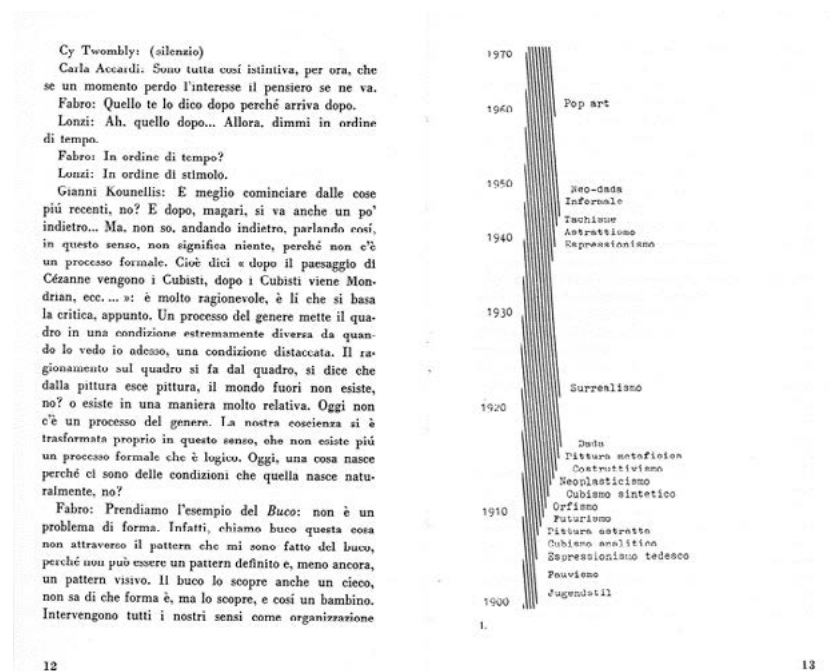 Cy Twombly: (silenzio)
Carla Accardi: Sono tutta cosí istintiva, per ora, che
se un momento perdo l'interesse il pensiero se ne va.
Fabro: Quello te lo dico dopo perché arriva dopo.
Lonzi: Ah, quello dopo... Allora, dimmi in ordine
di tempo.
Fabro: In ordine di tempo?
Lonzi: In ordine di stimolo.
Gianni Kounellis: È meglio cominciare dalle cose
piú recenti, no? E dopo, magari, si va anche un po'
indietro... Ma, non so, andando indietro, parlando cosí,
in questo senso, non significa niente, perché non c'è
un processo formale. Cioè dici « dopo il paesaggio di
Cézanne vengono i Cubisti, dopo i Cubisti viene Mon-
drian, ecc. ... »: è molto ragionevole, è lí che si basa
la critica, appunto. Un processo del genere mette il qua-
dro in una condizione estremamente diversa da quan-
do lo vedo io adesso, una condizione distaccata. Il ra-
gionamento sul quadro si fa dal quadro, si dice che
dalla pittura esce pittura, il mondo fuori non esiste,
no? o esiste in una maniera molto relativa. Oggi non
c'è un processo del genere. La nostra coscienza si è
trasformata proprio in questo senso, che non esiste piú
un processo formale che è logico. Oggi, una cosa nasce
perché ci sono delle condizioni che quella nasce natu-
ralmente, no?
Fabro: Prendiamo l'esempio del Buco: non è un
problema di forma. Infatti, chiamo buco questa cosa
non attraverso il pattern che mi sono fatto del buco,
perché non può essere un pattern definito e, meno ancora,
un pattern visivo. Il buco lo scopre anche un cieco,
non sa di che forma è, ma lo scopre, e cosí un bambino.
Intervengono tutti i nostri sensi come organizzazione
12
1970
1960 Pop art
1950 Neo-dada
Informale
Tachisme
Astrattismo
1940 Espressionismo
1930
Surrealismo
1920
Dada
Pittura metafisica
Costruttivismo
Neoplasticismo
Cubismo sintetico
Orfismo
1910 Futurismo
Pittura astratta
Cubismo analitico
Espressionismo tedesco
Fauvismo
Jugendstil
1900
1.
13